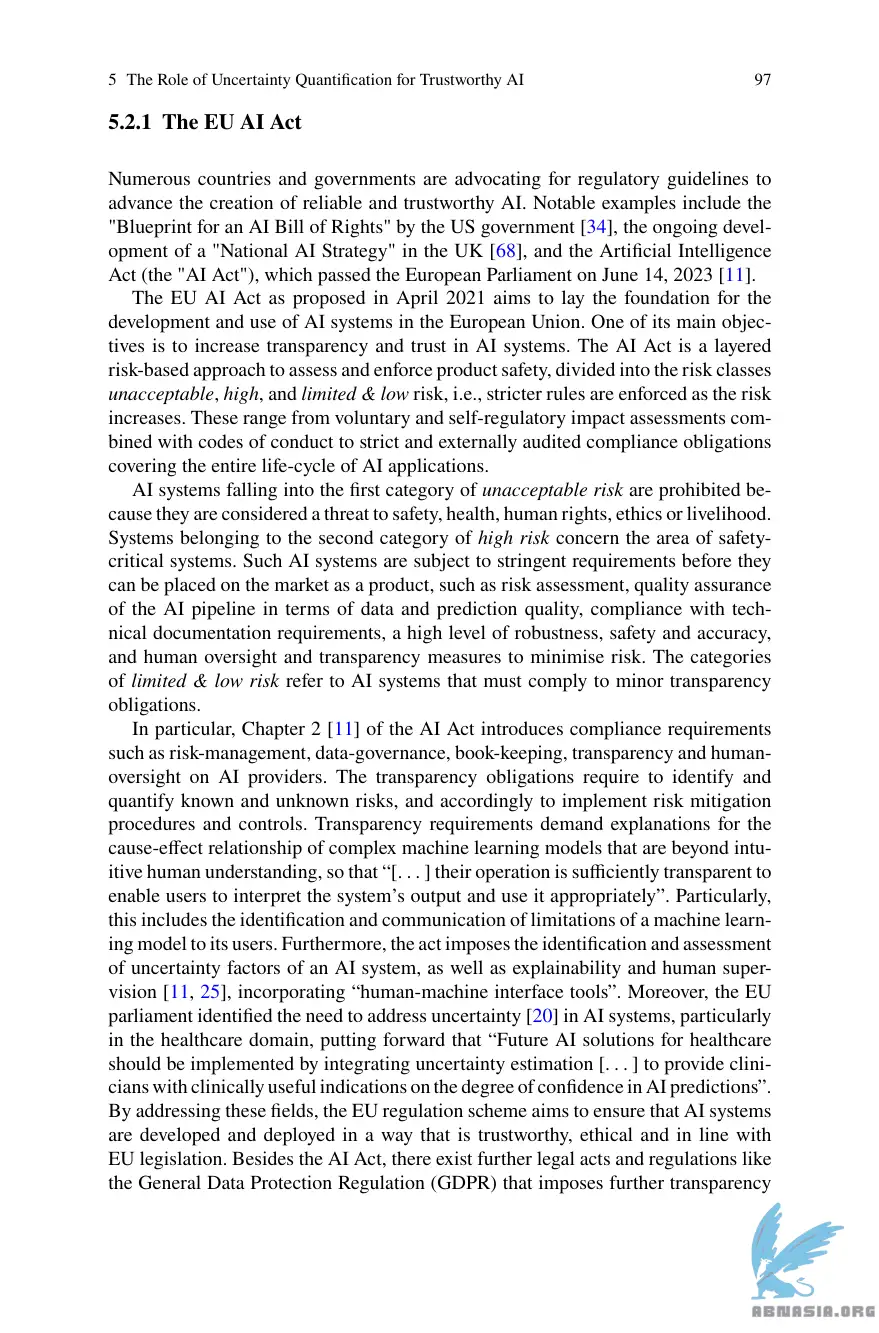 5 The Role of Uncertainty Quantification for Trustworthy AI 97
5.2.1 The EU AI Act
Numerous countries and governments are advocating for regulatory guidelines to
advance the creation of reliable and trustworthy AI. Notable examples include the
"Blueprint for an AI Bill of Rights" by the US government [34], the ongoing devel-
opment of a "National AI Strategy" in the UK [68], and the Artificial Intelligence
Act (the "AI Act"), which passed the European Parliament on June 14, 2023 [11].
The EU AI Act as proposed in April 2021 aims to lay the foundation for the
development and use of AI systems in the European Union. One of its main objec-
tives is to increase transparency and trust in AI systems. The AI Act is a layered
risk-based approach to assess and enforce product safety, divided into the risk classes
unacceptable, high, and limited & low risk, i.e., stricter rules are enforced as the risk
increases. These range from voluntary and self-regulatory impact assessments com-
bined with codes of conduct to strict and externally audited compliance obligations
covering the entire life-cycle of AI applications.
AI systems falling into the first category of unacceptable risk are prohibited be-
cause they are considered a threat to safety, health, human rights, ethics or livelihood.
Systems belonging to the second category of high risk concern the area of safety-
critical systems. Such AI systems are subject to stringent requirements before they
can be placed on the market as a product, such as risk assessment, quality assurance
of the AI pipeline in terms of data and prediction quality, compliance with tech-
nical documentation requirements, a high level of robustness, safety and accuracy,
and human oversight and transparency measures to minimise risk. The categories
of limited & low risk refer to AI systems that must comply to minor transparency
obligations.
In particular, Chapter 2 [11] of the AI Act introduces compliance requirements
such as risk-management, data-governance, book-keeping, transparency and human-
oversight on AI providers. The transparency obligations require to identify and
quantify known and unknown risks, and accordingly to implement risk mitigation
procedures and controls. Transparency requirements demand explanations for the
cause-effect relationship of complex machine learning models that are beyond intu-
itive human understanding, so that “[. . . ] their operation is sufficiently transparent to
enable users to interpret the system’s output and use it appropriately”. Particularly,
this includes the identification and communication of limitations of a machine learn-
ing model to its users. Furthermore, the act imposes the identification and assessment
of uncertainty factors of an AI system, as well as explainability and human super-
vision [11, 25], incorporating “human-machine interface tools”. Moreover, the EU
parliament identified the need to address uncertainty [20] in AI systems, particularly
in the healthcare domain, putting forward that “Future AI solutions for healthcare
should be implemented by integrating uncertainty estimation [. . . ] to provide clini-
cians with clinically useful indications on the degree of confidence in AI predictions”.
By addressing these fields, the EU regulation scheme aims to ensure that AI systems
are developed and deployed in a way that is trustworthy, ethical and in line with
EU legislation. Besides the AI Act, there exist further legal acts and regulations like
the General Data Protection Regulation (GDPR) that imposes further transparency
ABNASIA.ORG